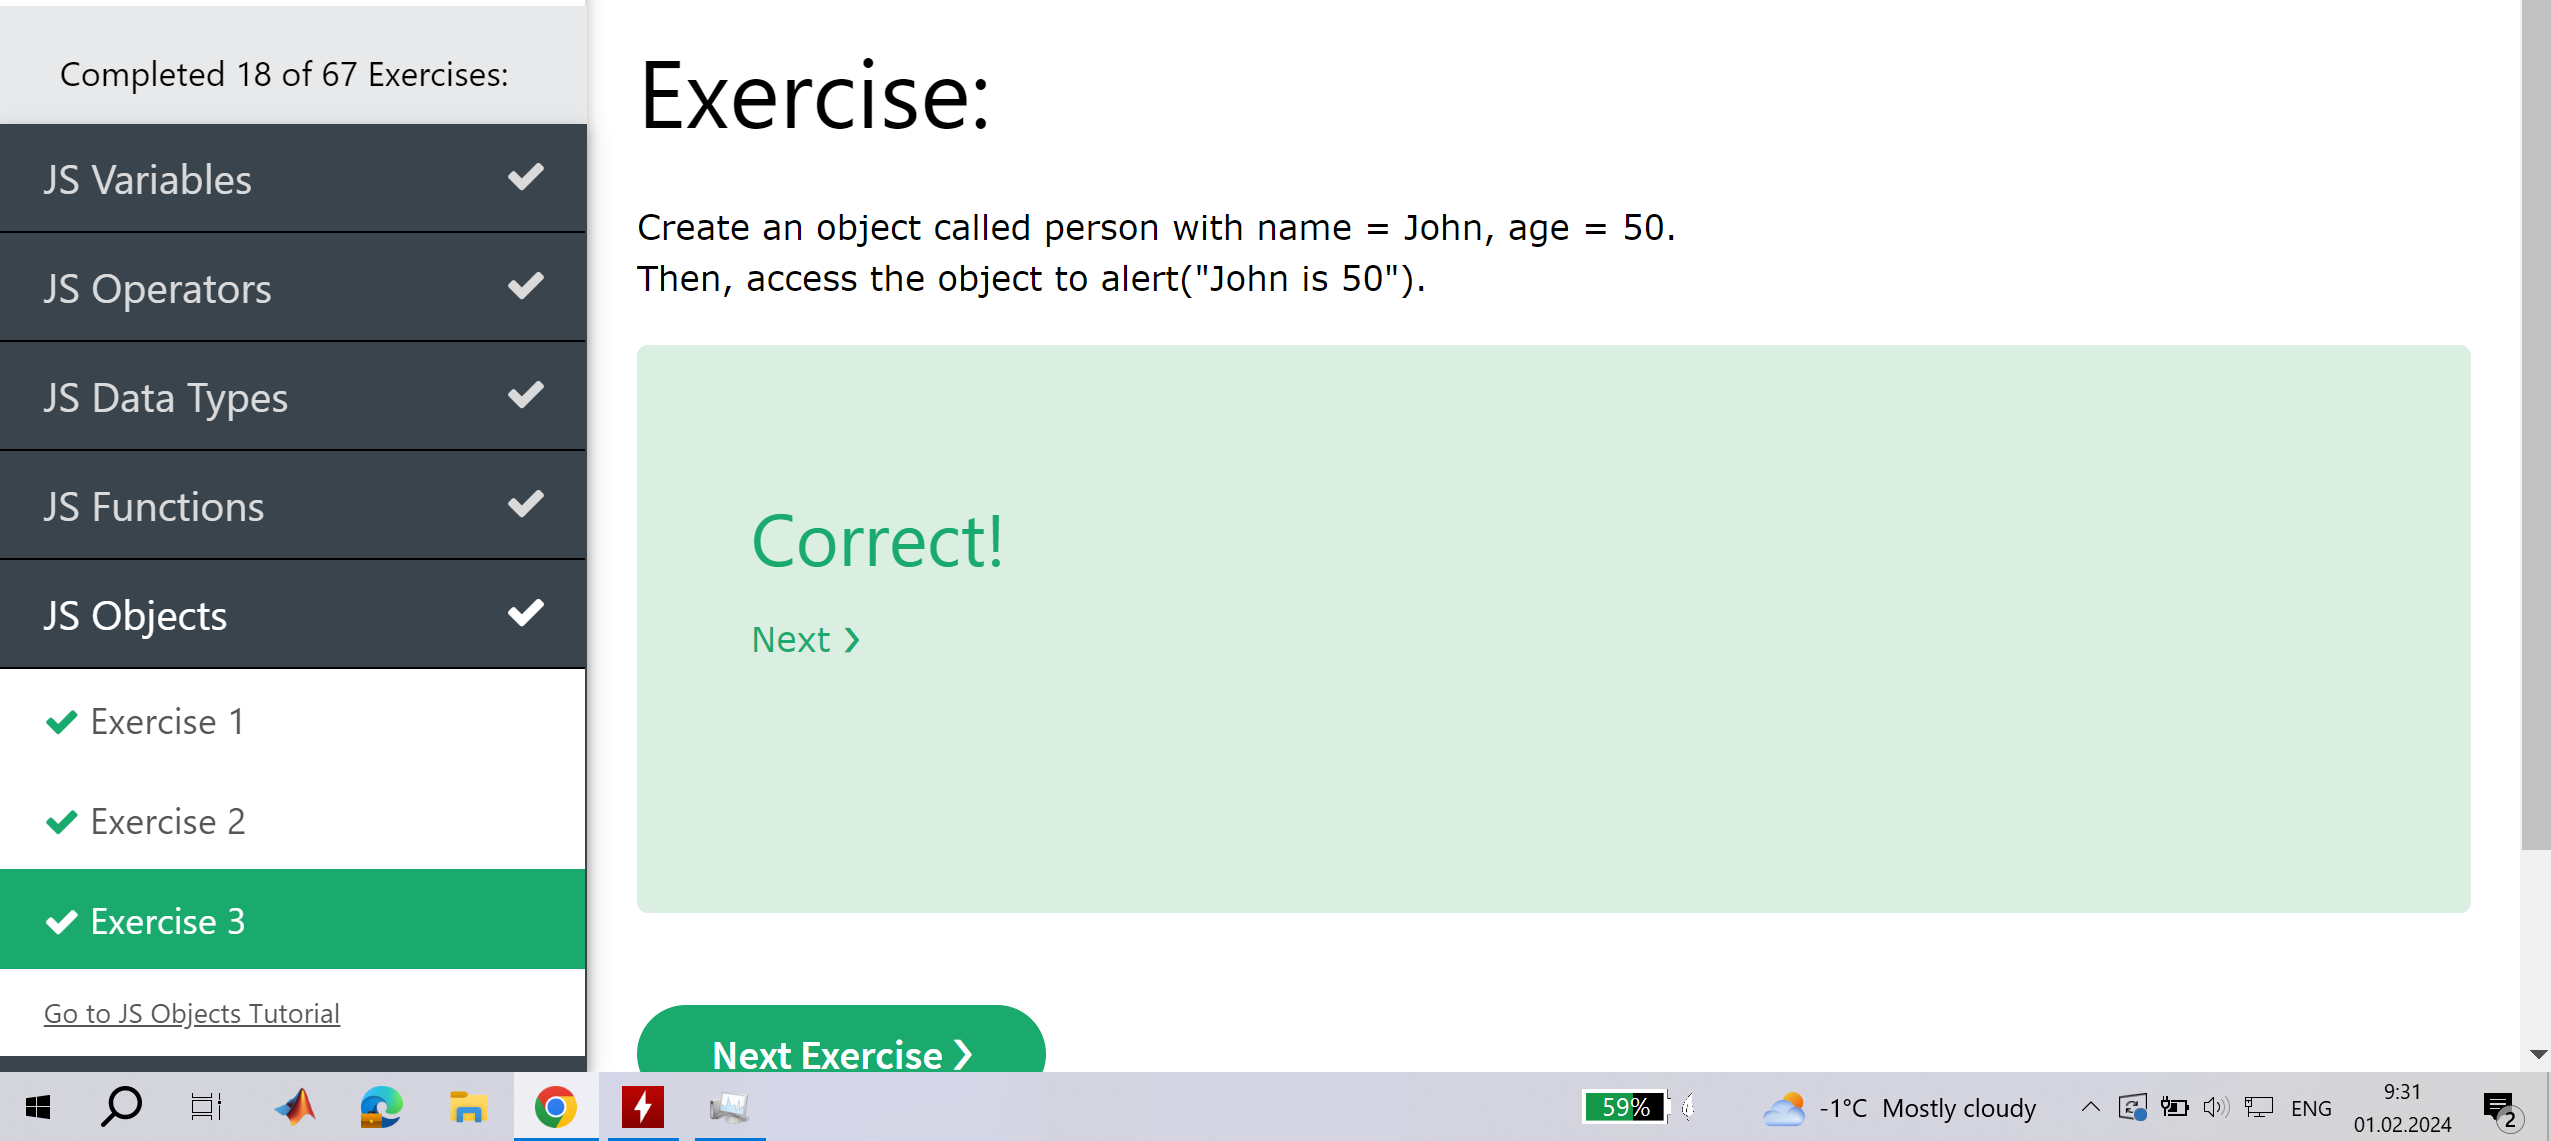 Completed 18 of 67 Exercises:
JS Variables
JS Operators
JS Data Types
JS Functions
JS Objects
Exercise 1
Exercise 2
Exercise 3
Go to JS Objects Tutorial
Exercise:
Create an object called person with name = John, age = 50.
Then, access the object to alert("John is 50").
Correct!
Next ❯
Next Exercise ❯
59%
-1°C Mostly cloudy
ENG
9:31
01.02.2024
2